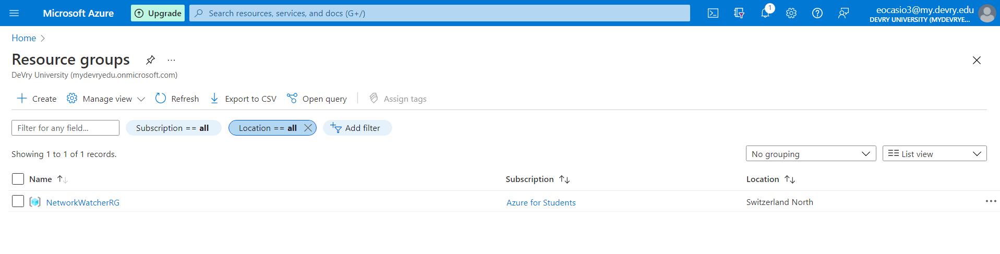 Microsoft Azure
Upgrade
Search resources, services, and docs (G+/)
1
eocasio3@my.devry.edu
DEVRY UNIVERSITY (MYDEVRYE...
Home
Resource groups
...
DeVry University (mydevryedu.onmicrosoft.com)
Create
Manage view
Refresh
Export to CSV
Open query
Assign tags
Filter for any field...
Subscription == all
Location == all
Add filter
Showing 1 to 1 of 1 records.
No grouping
List view
Name
Subscription
Location
NetworkWatcherRG
Azure for Students
Switzerland North